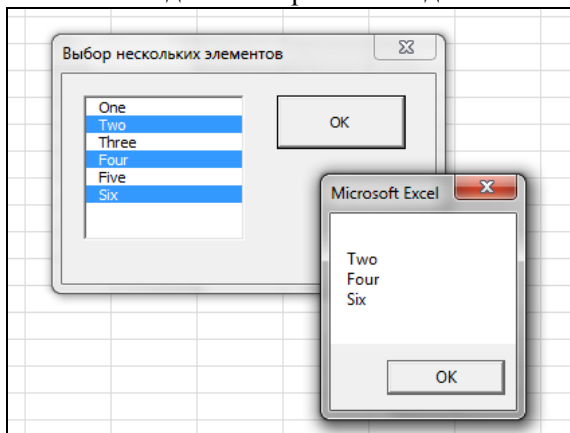 Выбор нескольких элементов
One
Two
Three
Four
Five
Six
OK
Microsoft Excel
Two
Four
Six
OK